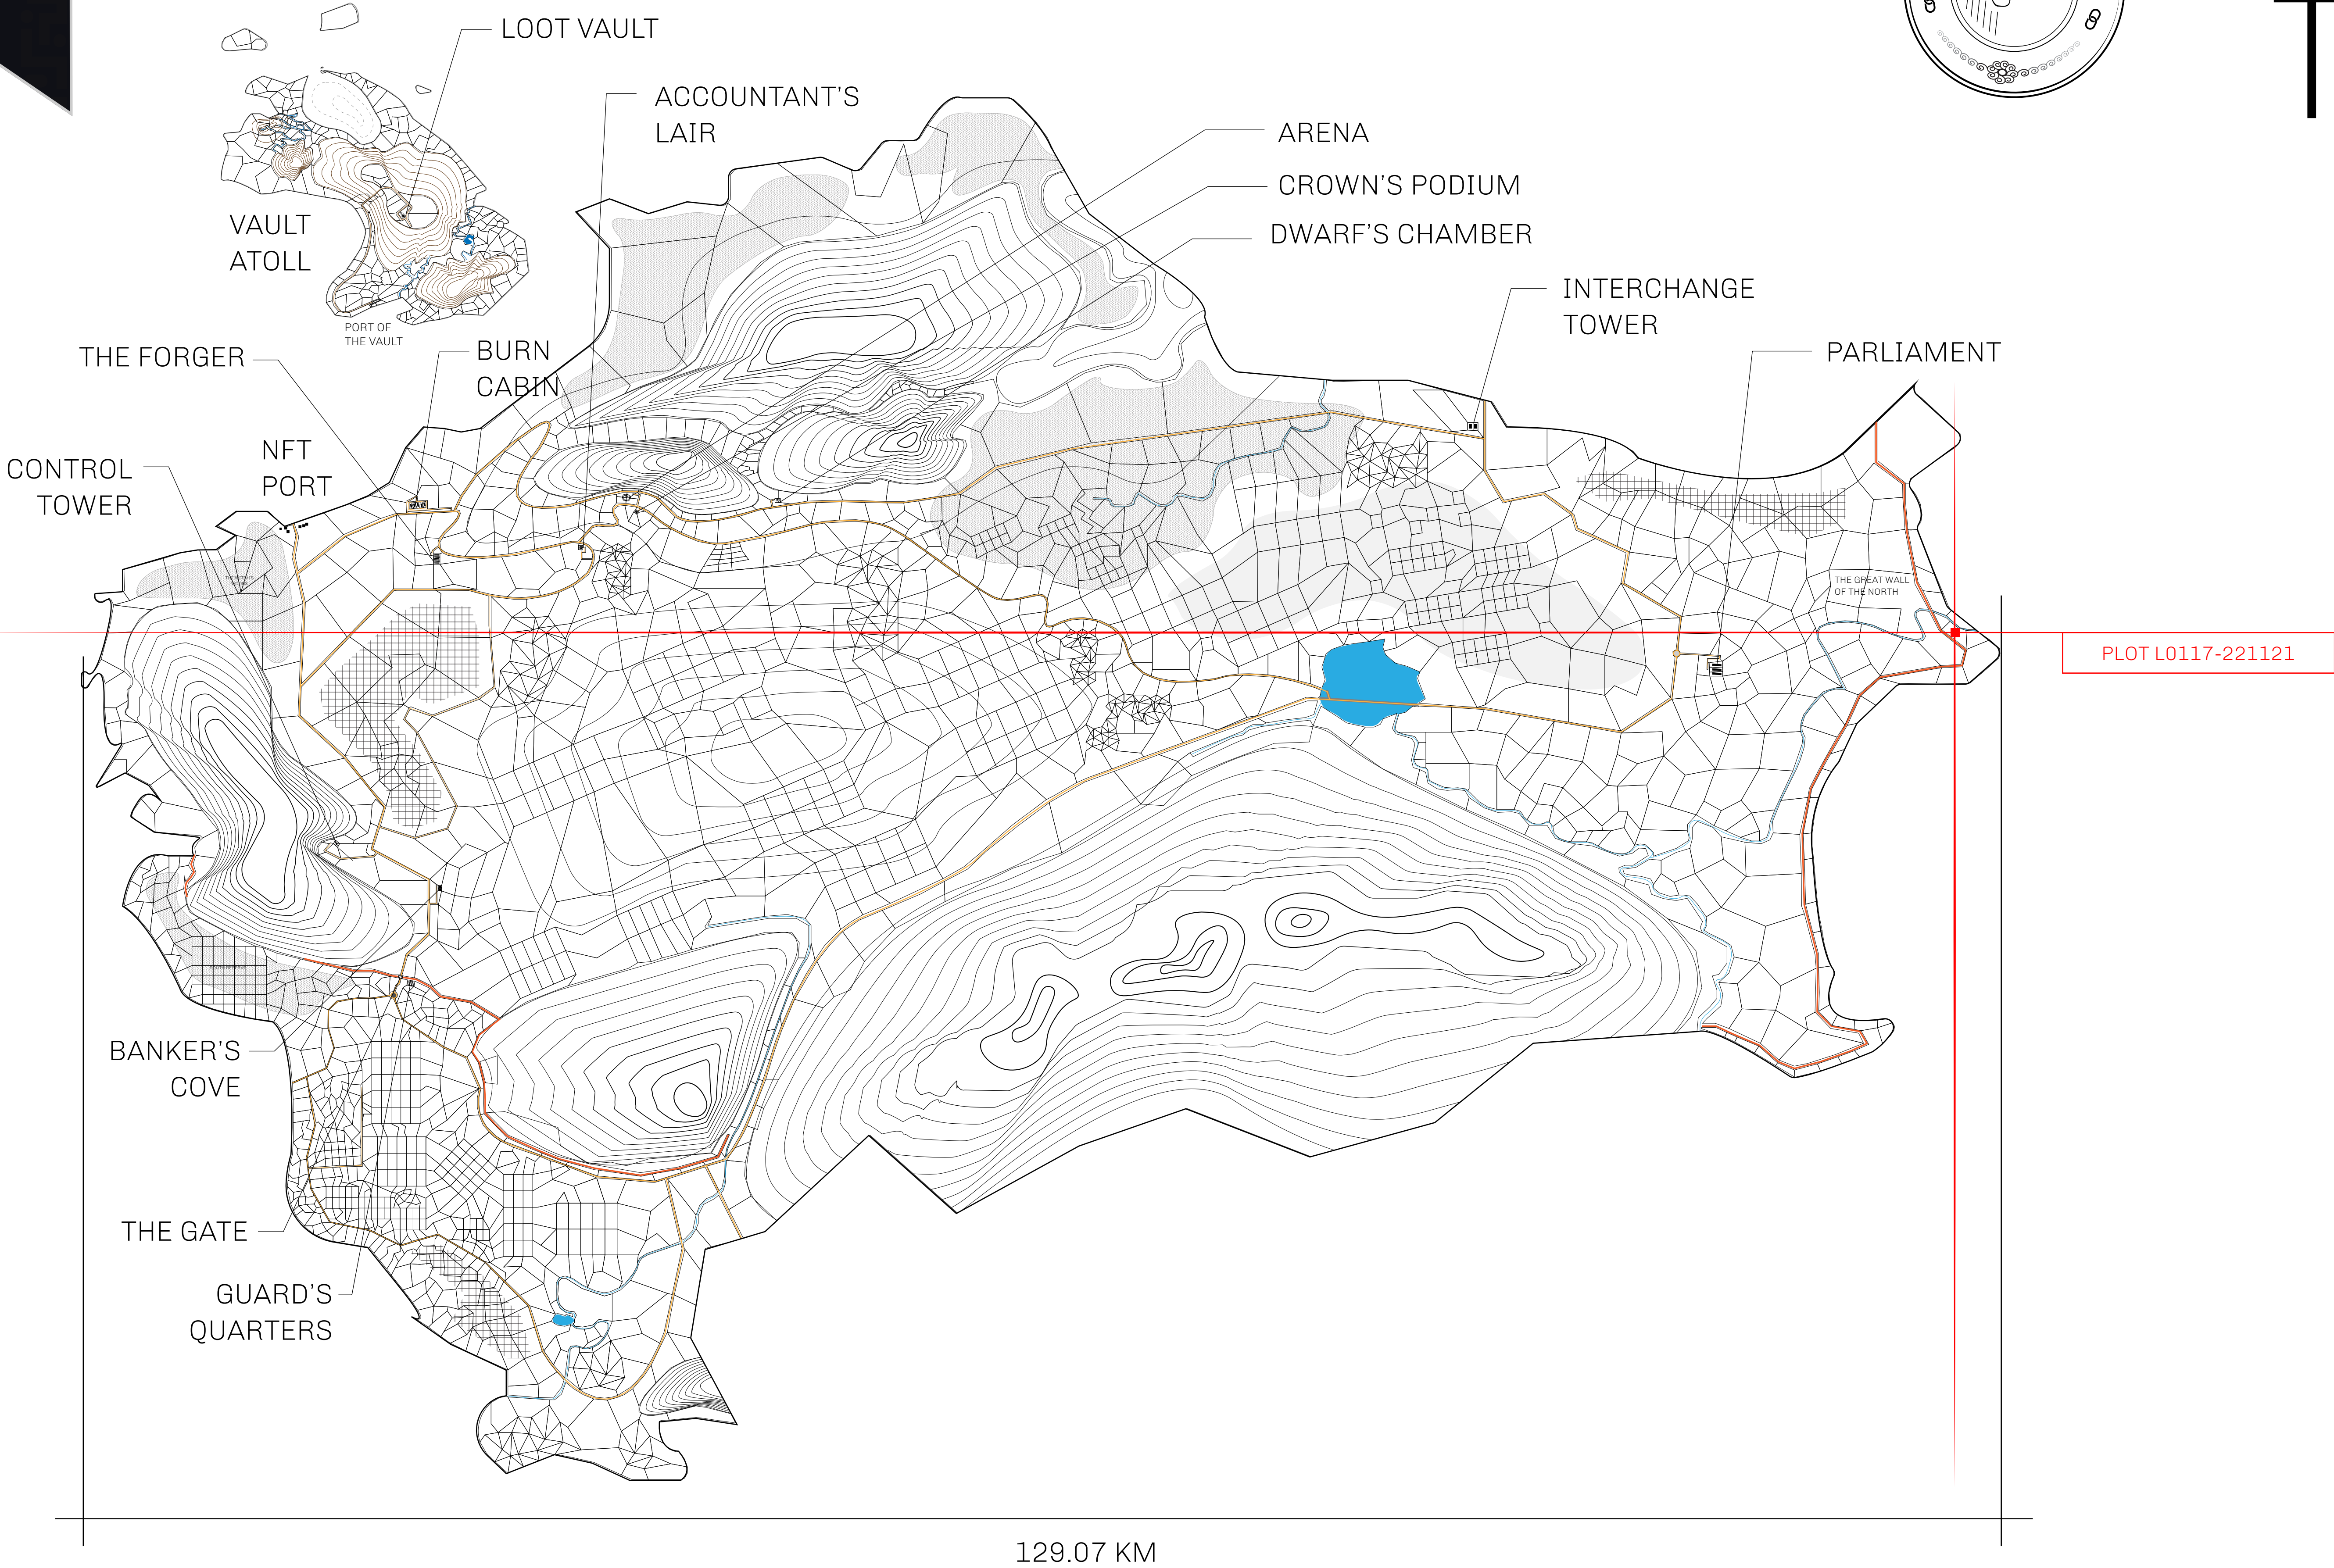 LOOT VAULT
ACCOUNTANT'S
LAIR
ARENA
CROWN'S PODIUM
DWARF'S CHAMBER
VAULT
ATOLL
INTERCHANGE
TOWER
PORT OF
THE VAULT
THE FORGER
BURN
CABIN
PARLIAMENT
NFT
PORT
CONTROL
TOWER
THE GREAT WALL
OF THE NORTH
PLOT L0117-221121
SOUTH RESERVE
BANKER'S
COVE
THE GATE
GUARD'S
QUARTERS
129.07 KM